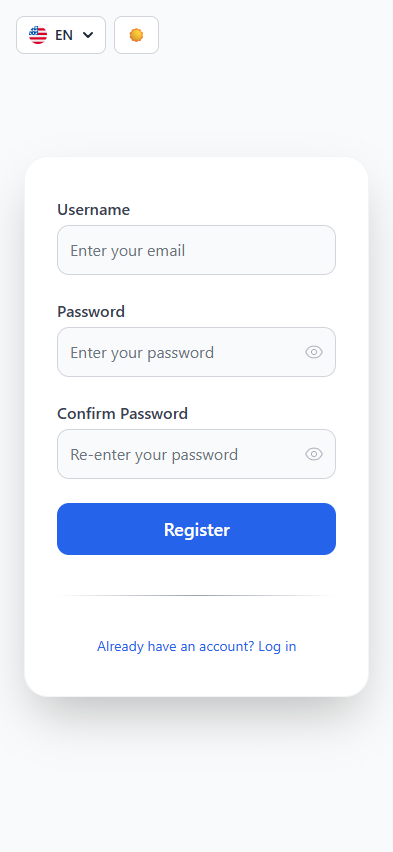 EN
Username
Enter your email
Password
Enter your password
Confirm Password
Re-enter your password
Register
Already have an account? Log in